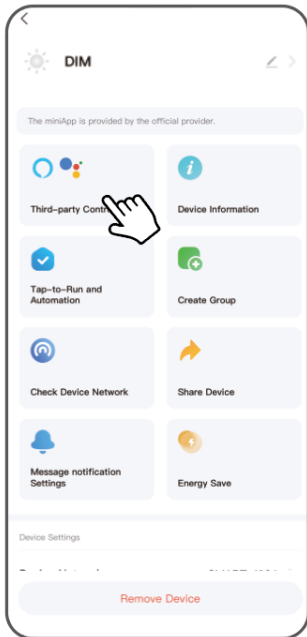 DIM
The miniApp is provided by the official provider.
Third-party
Device Information
Tap-to-Run and
Automation
Create Group
Check Device Network
Share Device
Message notification
Settings
Energy Save
Device Settings
Remove Device